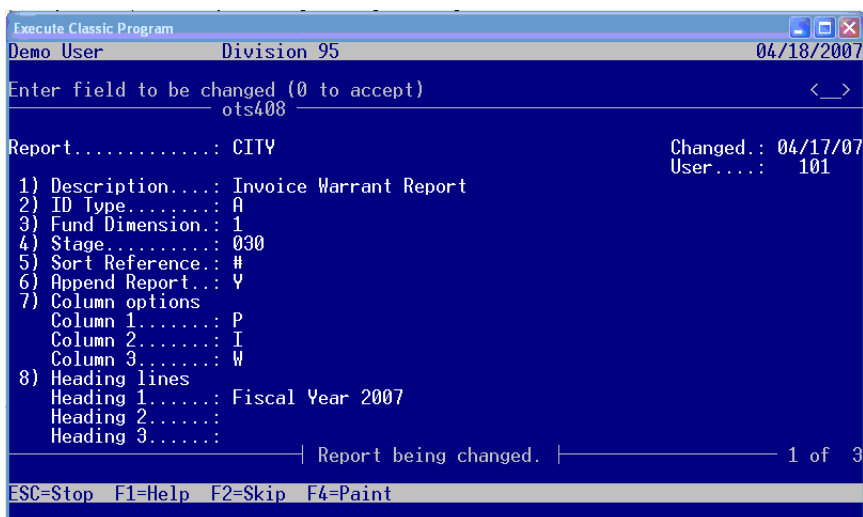 Execute Classic Program
Demo User Division 95 04/18/2007
Enter field to be changed (0 to accept) <__>
ots408
Report.............: CITY Changed.: 04/17/07
User....: 101
1) Description....: Invoice Warrant Report
2) ID Type........: A
3) Fund Dimension.: 1
4) Stage..........: 030
5) Sort Reference.: #
6) Append Report..: Y
7) Column options
Column 1.......: P
Column 2.......: I
Column 3.......: W
8) Heading lines
Heading 1......: Fiscal Year 2007
Heading 2......:
Heading 3......:
Report being changed. 1 of 3
ESC=Stop F1=Help F2=Skip F4=Paint